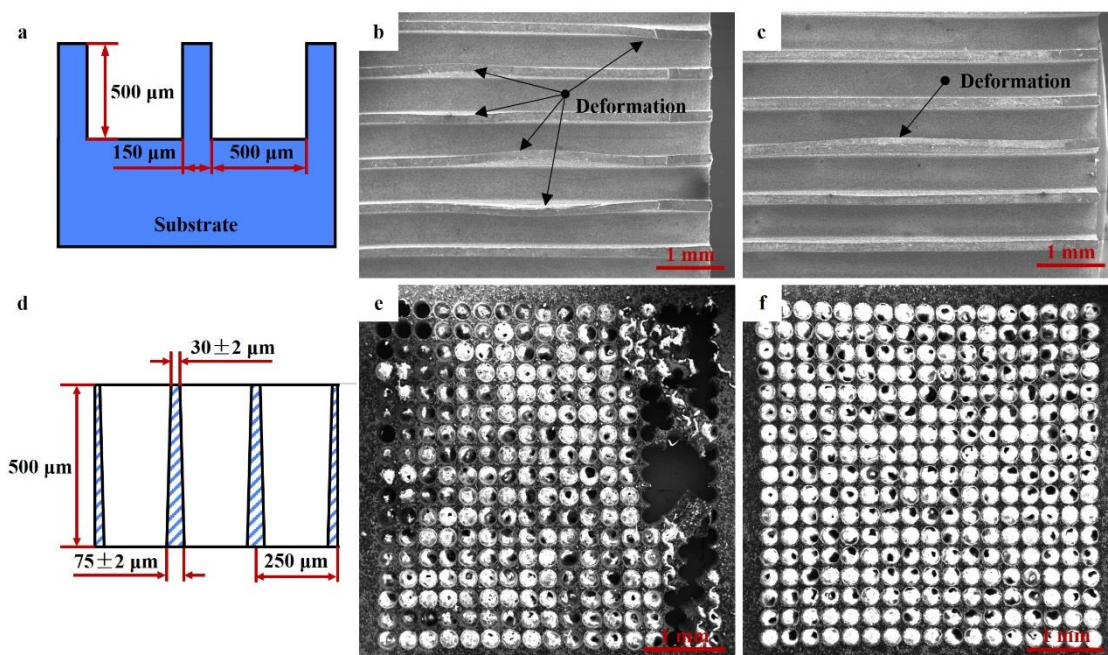 a
500 μm
150 μm
500 μm
Substrate
b
Deformation
1 mm
c
Deformation
1 mm
d
30±2 μm
500 μm
75±2 μm
250 μm
e
1 mm
f
1 mm